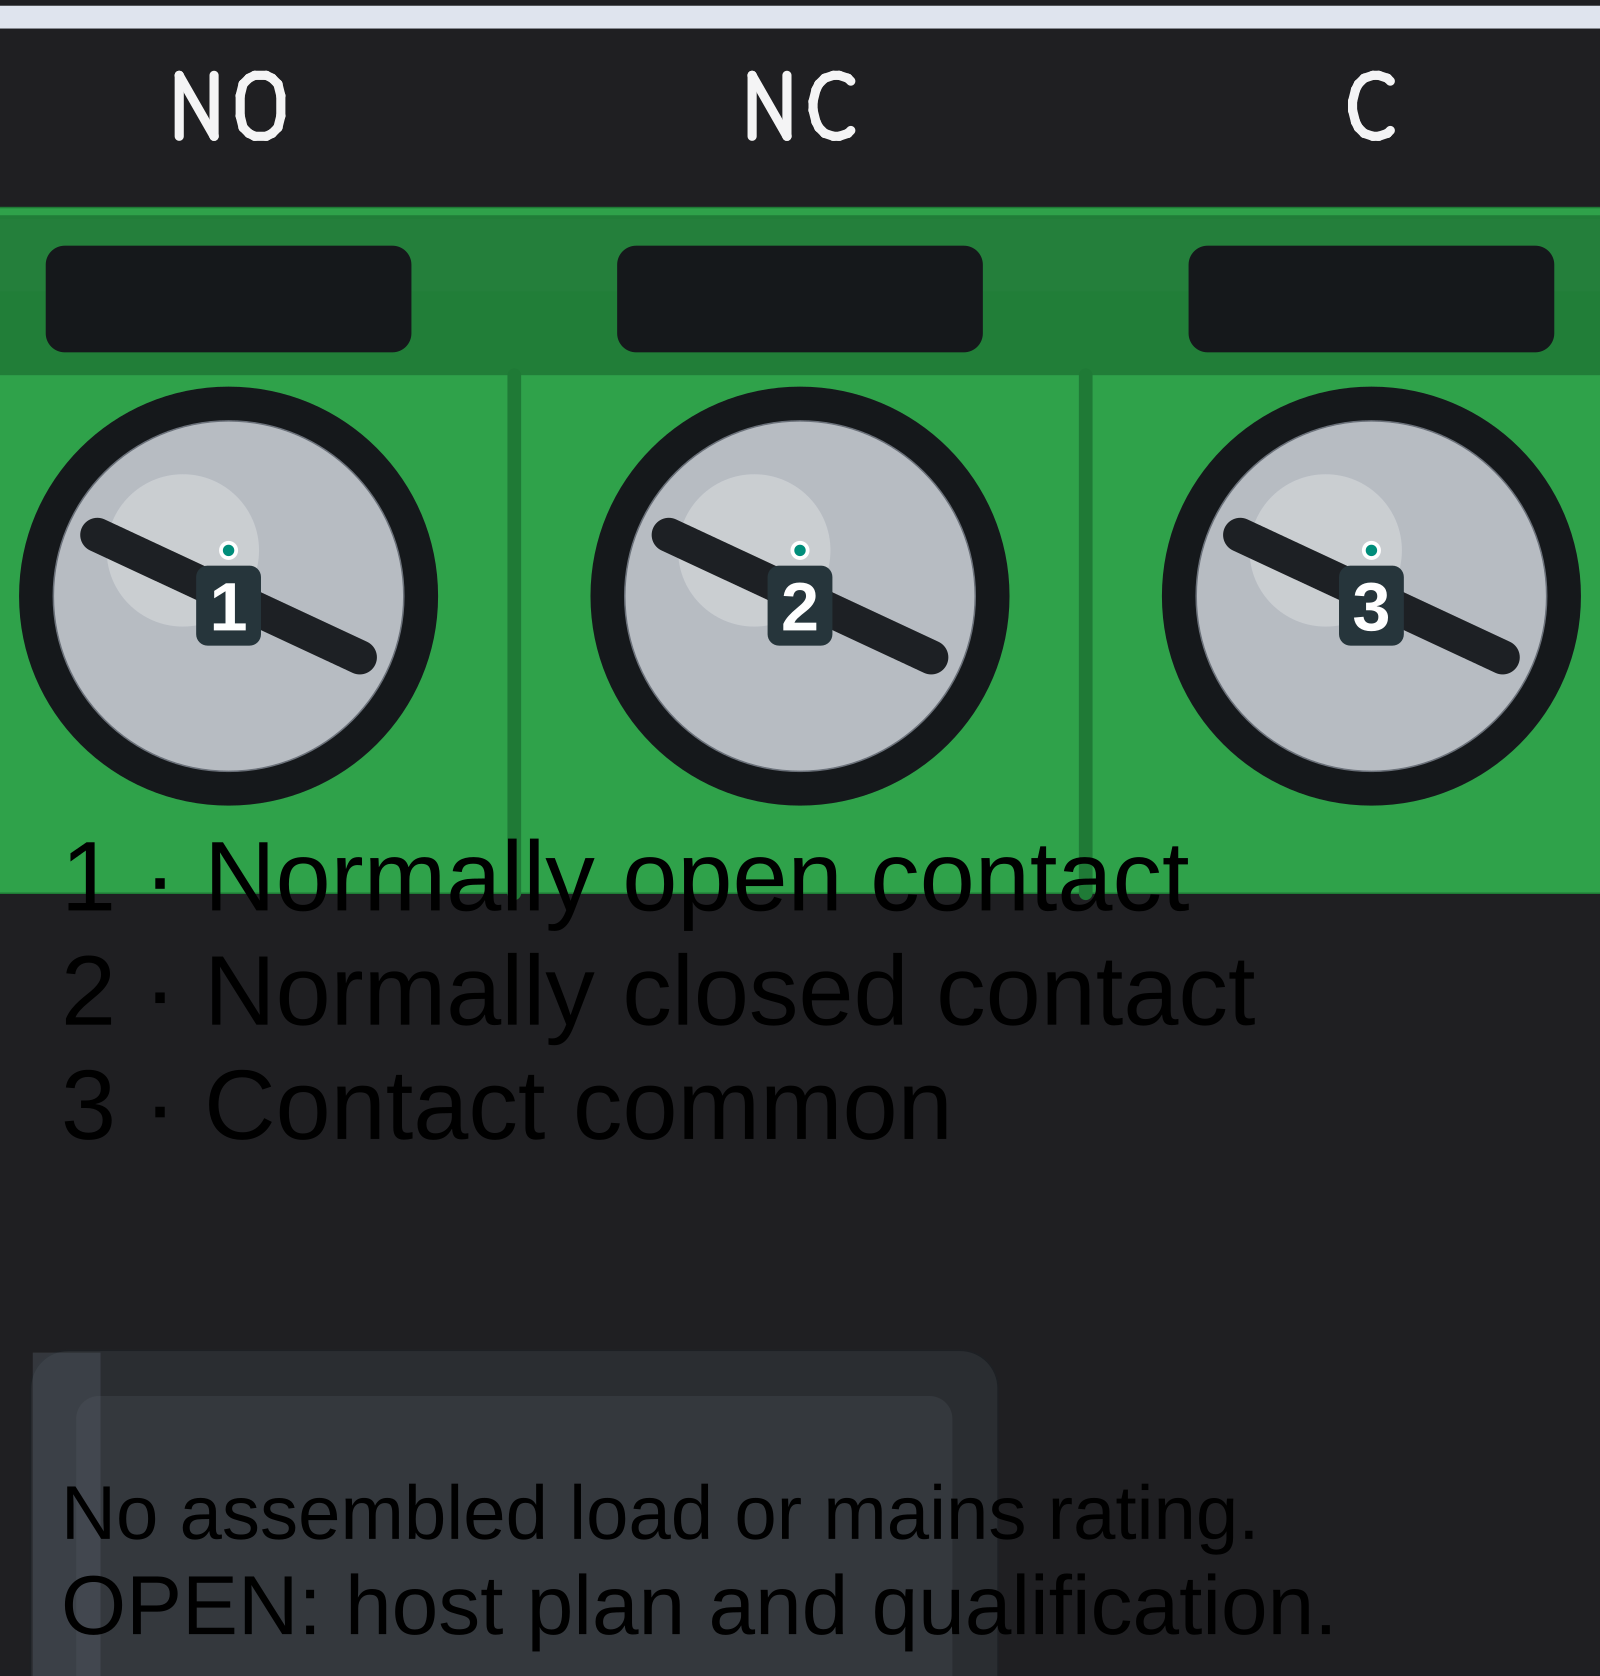 NO NC C
1 2 3
1 · Normally open contact
2 · Normally closed contact
3 · Contact common
No assembled load or mains rating.
OPEN: host plan and qualification.